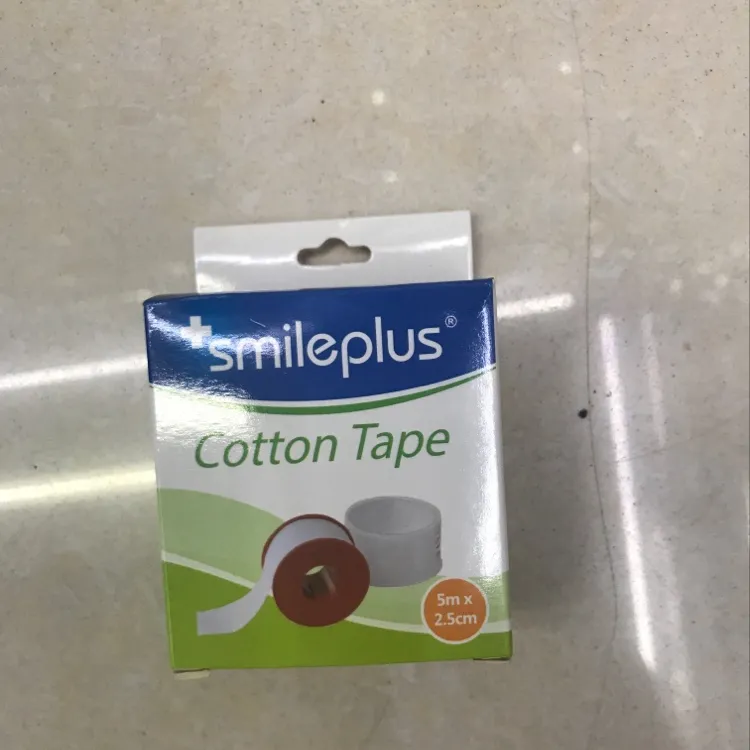 smileplus®
Cotton Tape
5m x
2.5cm